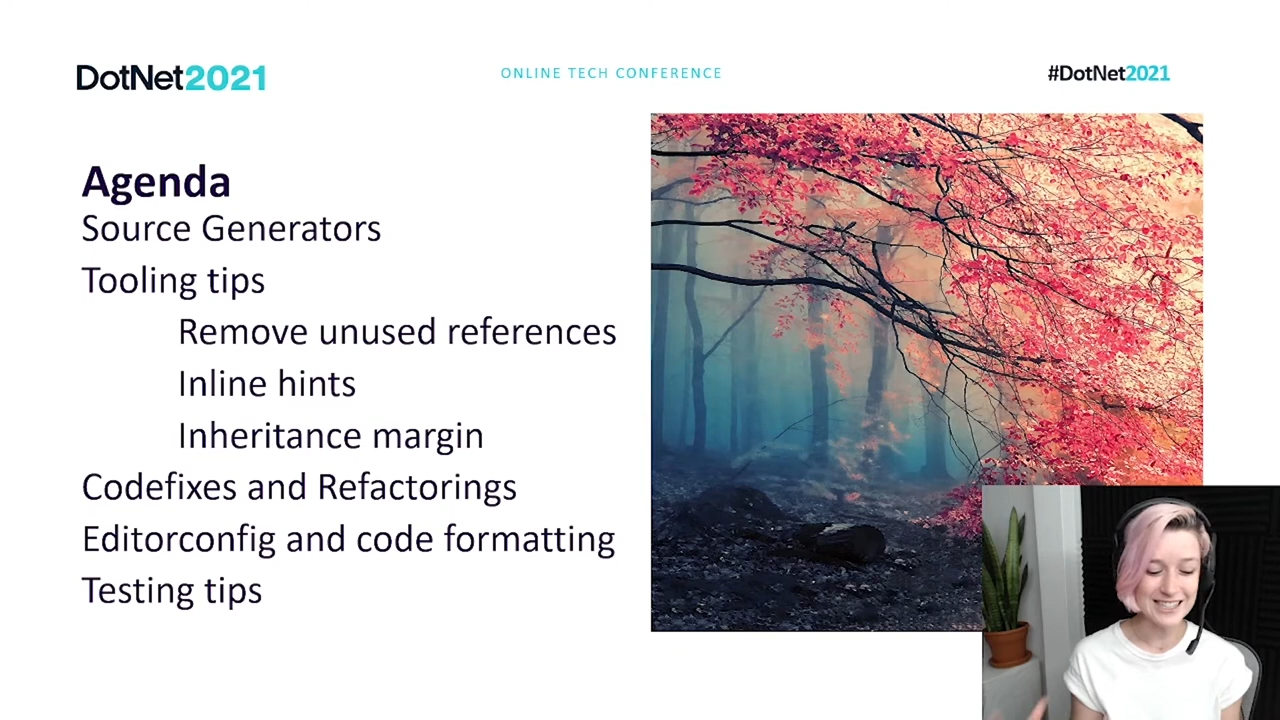 DotNet2021
ONLINE TECH CONFERENCE
#DotNet2021
Agenda
Source Generators
Tooling tips
Remove unused references
Inline hints
Inheritance margin
Codefixes and Refactorings
Editorconfig and code formatting
Testing tips